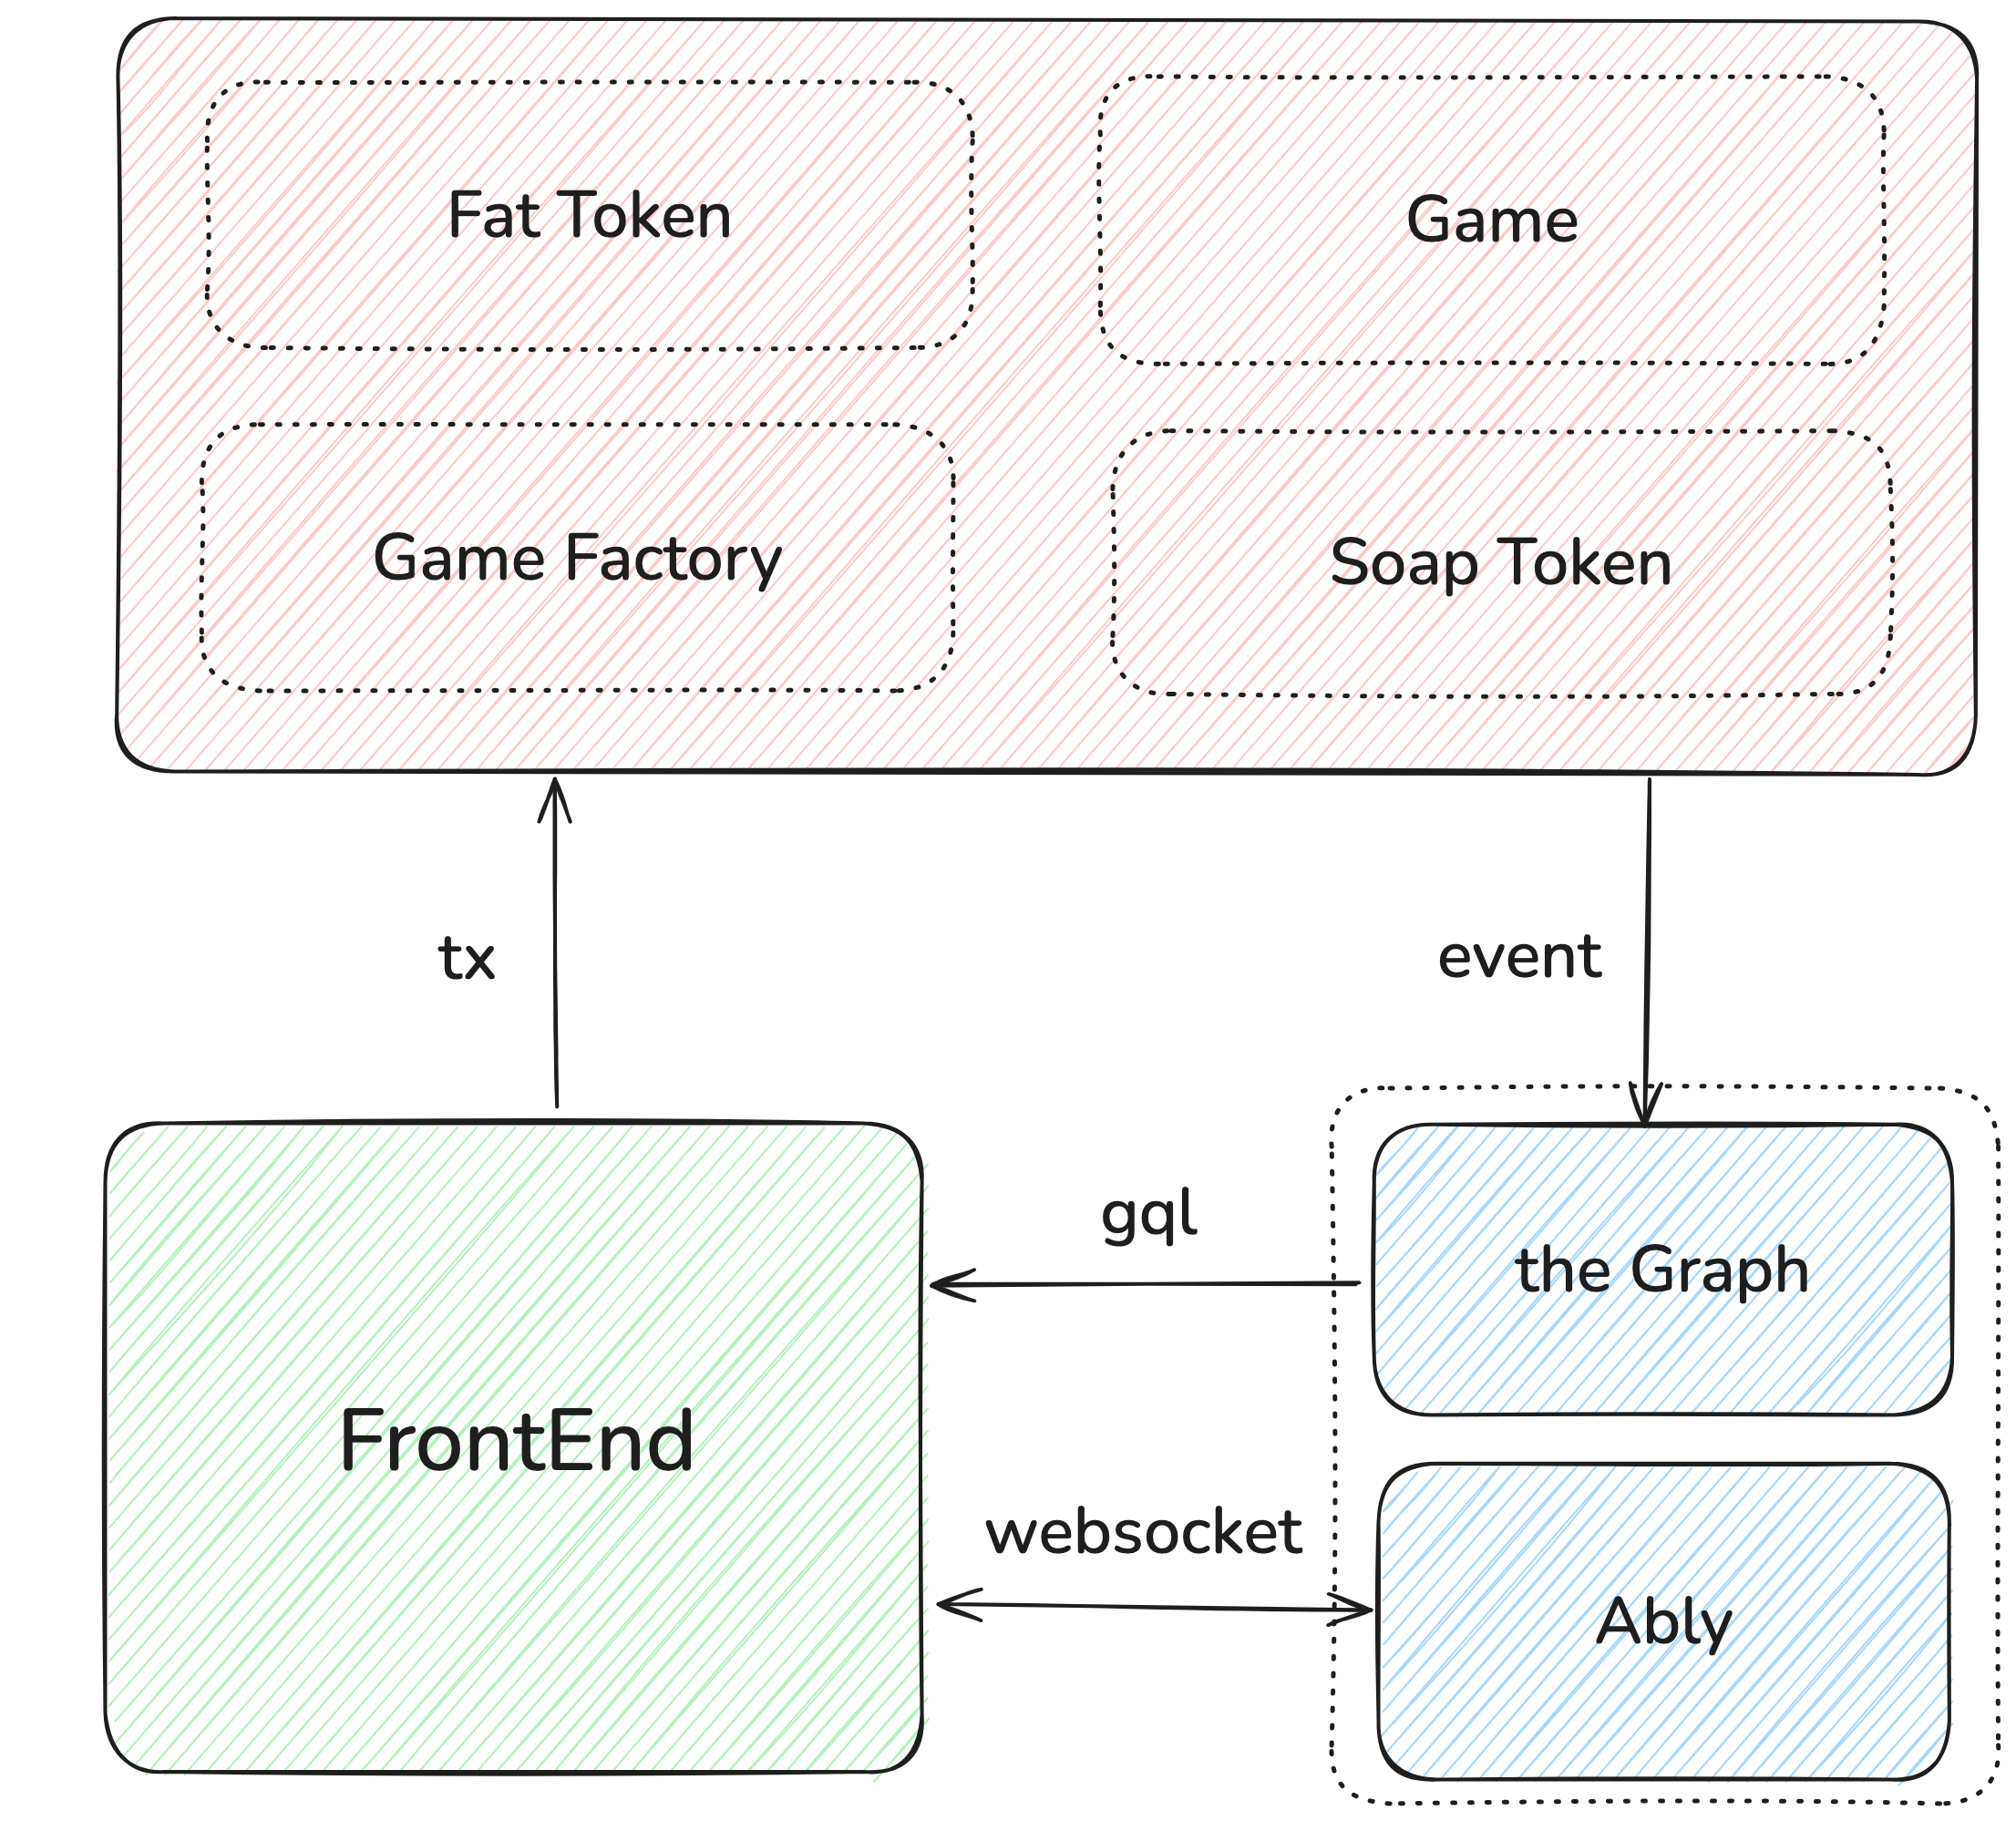 Fat Token
Game
Game Factory
Soap Token
tx
event
gql
the Graph
FrontEnd
websocket
Ably